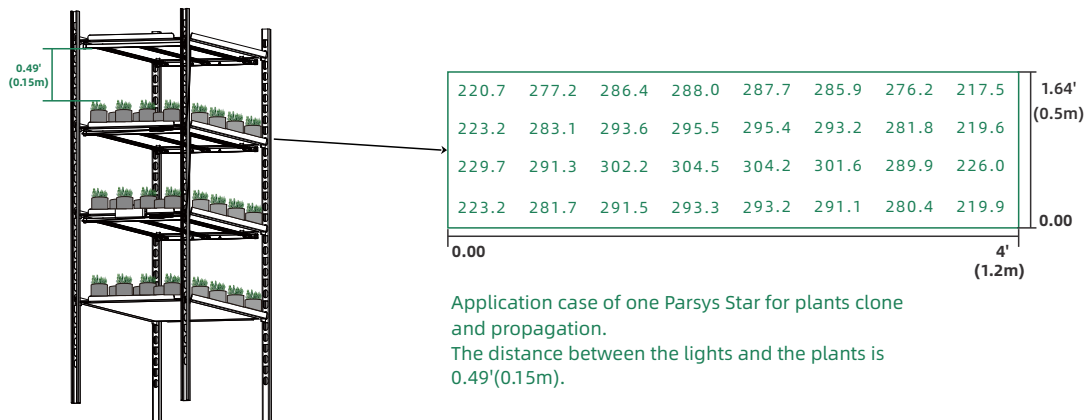 0.49'
(0.15m)
220.7 277.2 286.4 288.0 287.7 285.9 276.2 217.5
223.2 283.1 293.6 295.5 295.4 293.2 281.8 219.6
229.7 291.3 302.2 304.5 304.2 301.6 289.9 226.0
223.2 281.7 291.5 293.3 293.2 291.1 280.4 219.9
1.64'
(0.5m)
0.00
0.00
4'
(1.2m)
Application case of one Parsys Star for plants clone
and propagation.
The distance between the lights and the plants is
0.49'(0.15m).